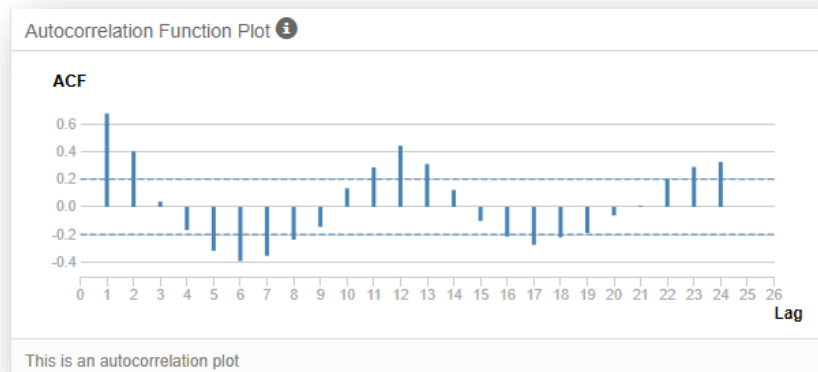 Autocorrelation Function Plot
ACF
0.6
0.4
0.2
0.0
-0.2
-0.4
0 1 2 3 4 5 6 7 8 9 10 11 12 13 14 15 16 17 18 19 20 21 22 23 24 25 26
Lag
This is an autocorrelation plot